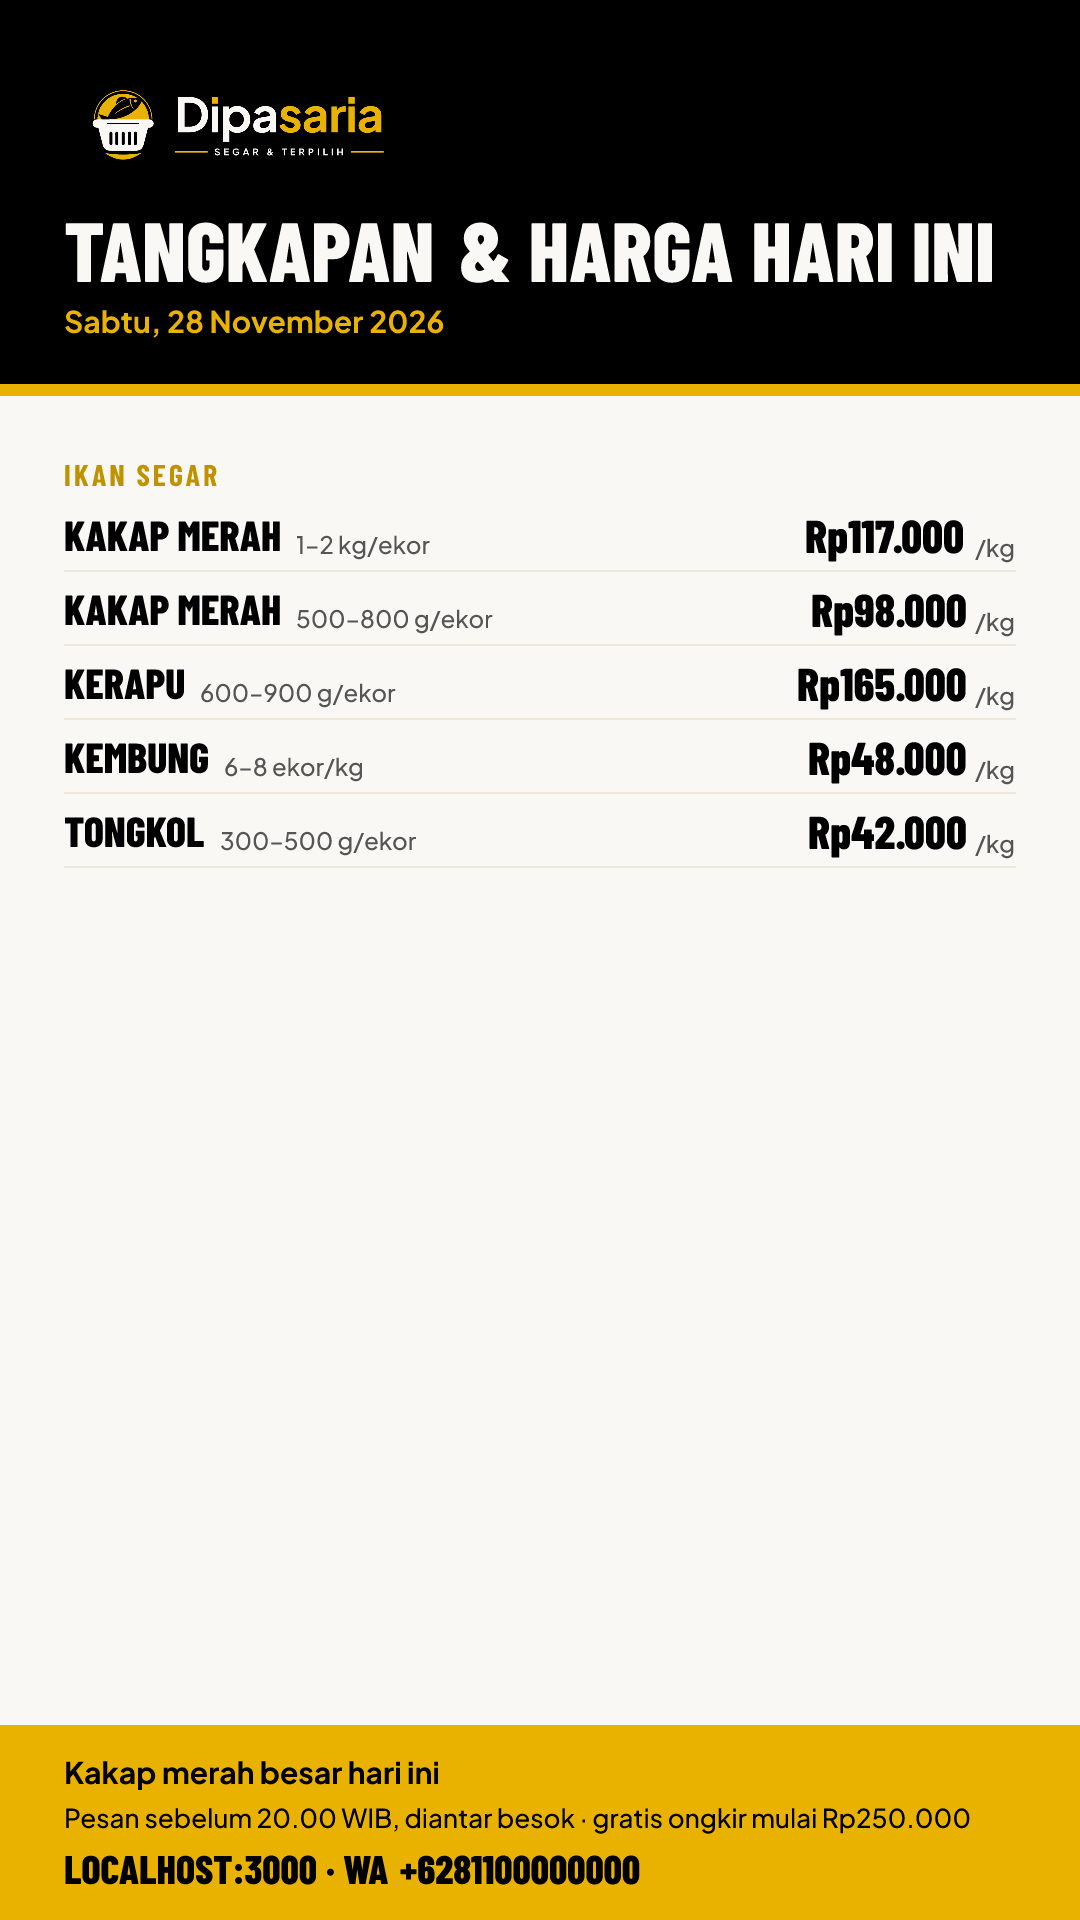 Dipasaria
SEGAR & TERPILIH
TANGKAPAN & HARGA HARI INI
Sabtu, 28 November 2026
IKAN SEGAR
KAKAP MERAH 1–2 kg/ekor Rp117.000 /kg
KAKAP MERAH 500–800 g/ekor Rp98.000 /kg
KERAPU 600–900 g/ekor Rp165.000 /kg
KEMBUNG 6–8 ekor/kg Rp48.000 /kg
TONGKOL 300–500 g/ekor Rp42.000 /kg
Kakap merah besar hari ini
Pesan sebelum 20.00 WIB, diantar besok · gratis ongkir mulai Rp250.000
LOCALHOST:3000 · WA +6281100000000